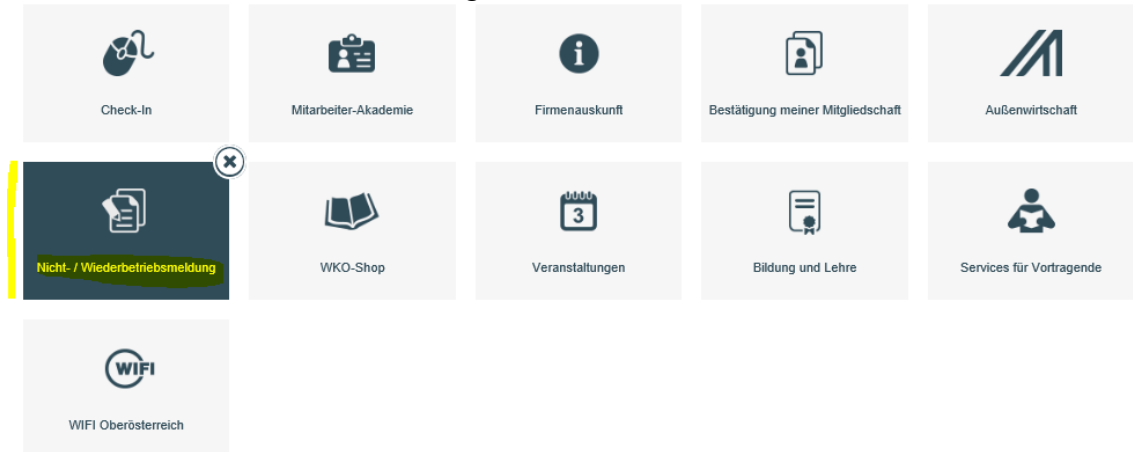 Check-In
Mitarbeiter-Akademie
Firmenauskunft
Bestätigung meiner Mitgliedschaft
Außenwirtschaft
Nicht- / Wiederbetriebsmeldung
WKO-Shop
3
Veranstaltungen
Bildung und Lehre
Services für Vortragende
WIFI
WIFI Oberösterreich